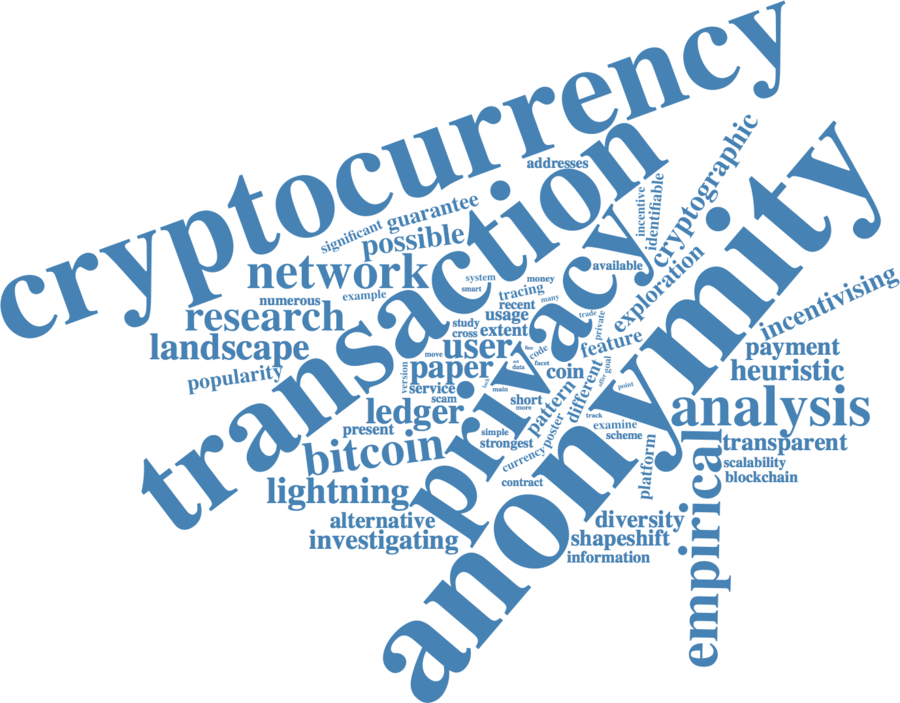 cryptocurrency
transaction
privacy
anonymity
addresses
cryptographic
incentive
identifiable
significant
guarantee
possible
network
system
smart
money
available
numerous
example
tracing
many
exploration
research
recent
usage
trade
private
incentivising
study
cross
extent
feature
landscape
user
code
payment
move
paper
data
facet
coin
goal
heuristic
popularity
version
service
main
different
after
point
scam
short
more
pattern
ledger
analysis
present
simple
poster
track
examine
scheme
transparent
bitcoin
strongest
currency
platform
scalability
blockchain
lightning
contract
empirical
alternative
diversity
investigating
shapeshift
information